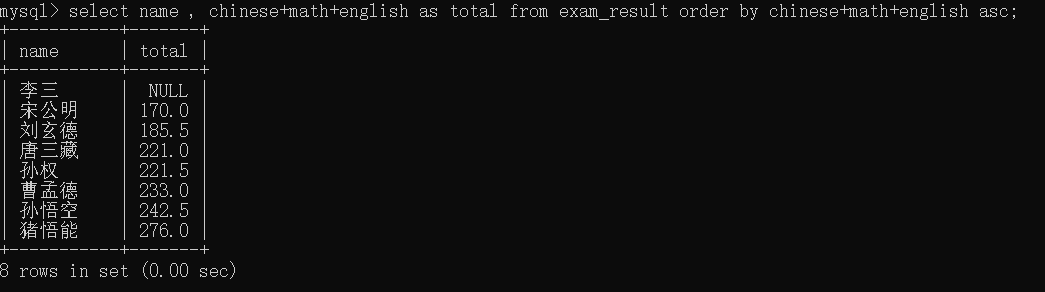 mysql> select name , chinese+math+english as total from exam_result order by chinese+math+english asc;
+-----------+-------+
| name      | total |
+-----------+-------+
| 李三      |  NULL |
| 宋公明    | 170.0 |
| 刘玄德    | 185.5 |
| 唐三藏    | 221.0 |
| 孙权      | 221.5 |
| 曹孟德    | 233.0 |
| 孙悟空    | 242.5 |
| 猪悟能    | 276.0 |
+-----------+-------+
8 rows in set (0.00 sec)